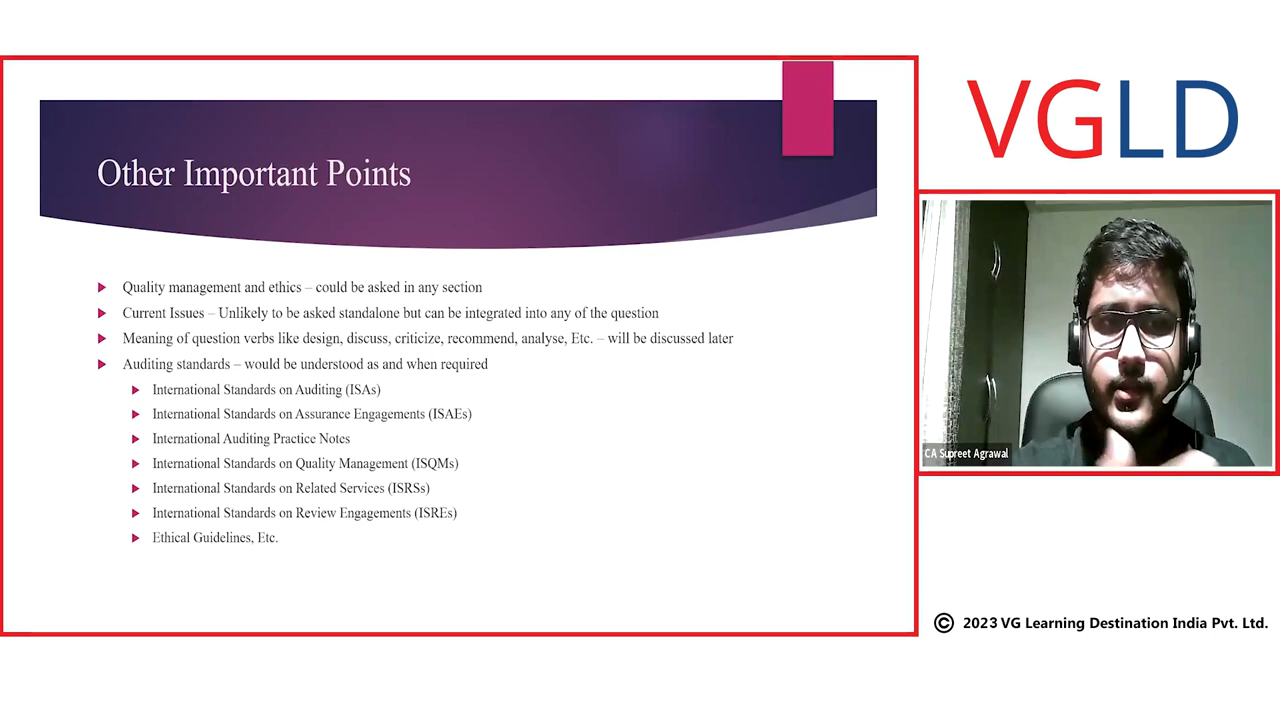 Other Important Points
Quality management and ethics – could be asked in any section
Current Issues – Unlikely to be asked standalone but can be integrated into any of the question
Meaning of question verbs like design, discuss, criticize, recommend, analyse, Etc. – will be discussed later
Auditing standards – would be understood as and when required
International Standards on Auditing (ISAs)
International Standards on Assurance Engagements (ISAEs)
International Auditing Practice Notes
International Standards on Quality Management (ISQMs)
International Standards on Related Services (ISRSs)
International Standards on Review Engagements (ISREs)
Ethical Guidelines, Etc.
VGLD
CA Supreet Agrawal
© 2023 VG Learning Destination India Pvt. Ltd.